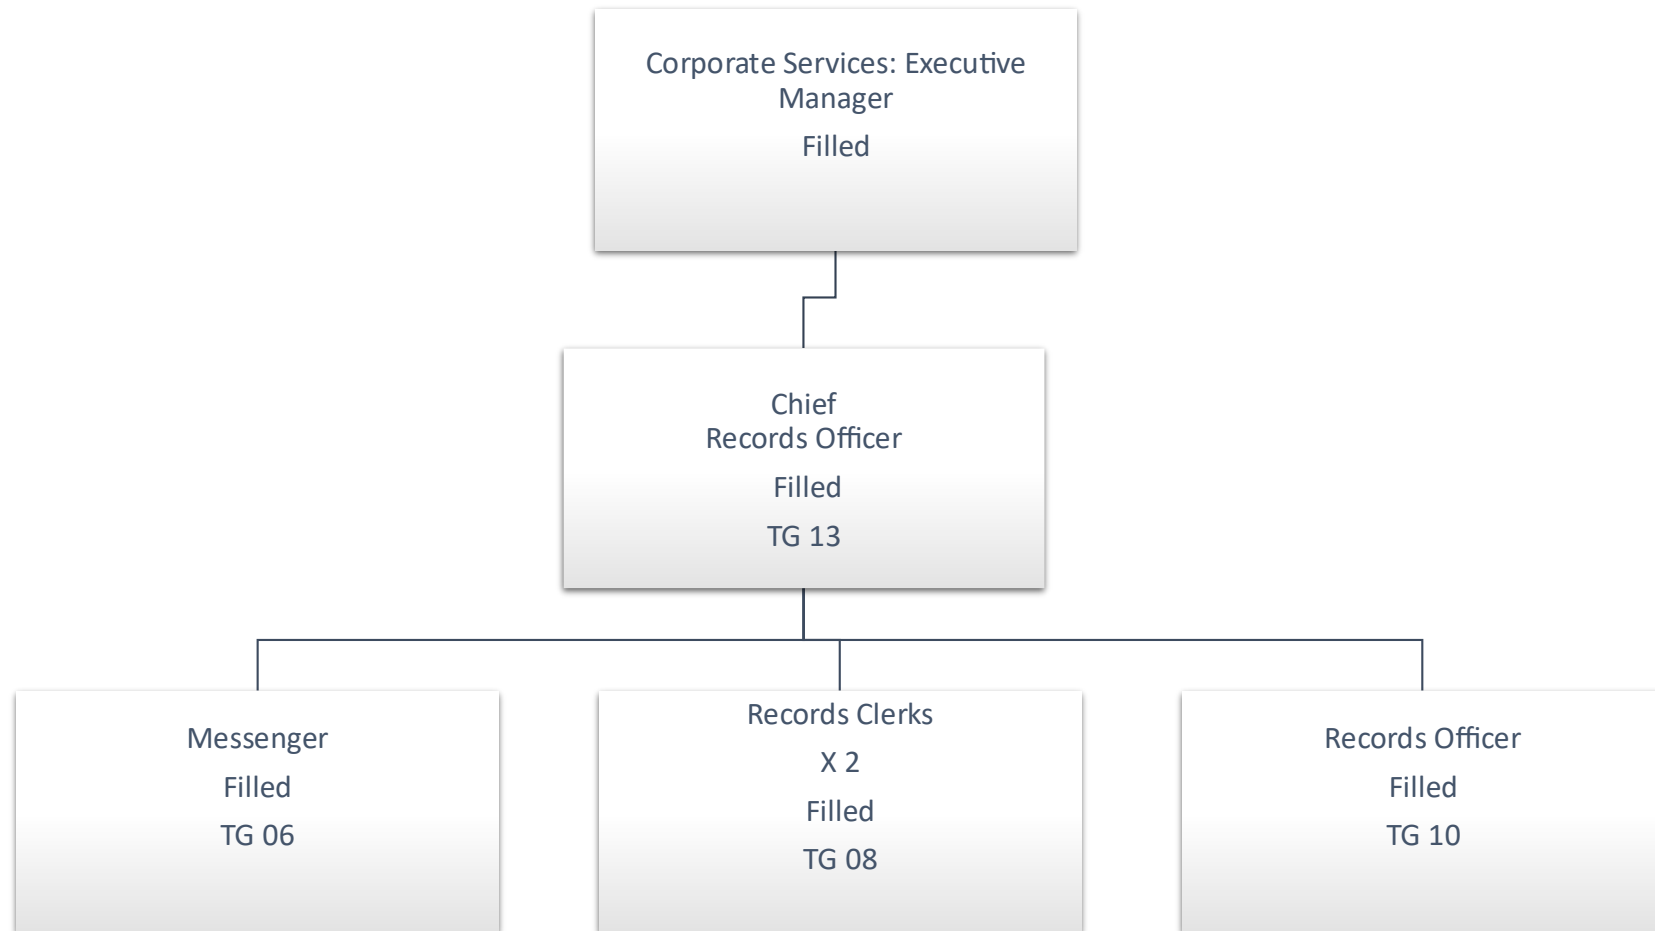 Corporate Services: Executive
Manager
Filled
Chief
Records Officer
Filled
TG 13
Messenger
Filled
TG 06
Records Clerks
X 2
Filled
TG 08
Records Officer
Filled
TG 10